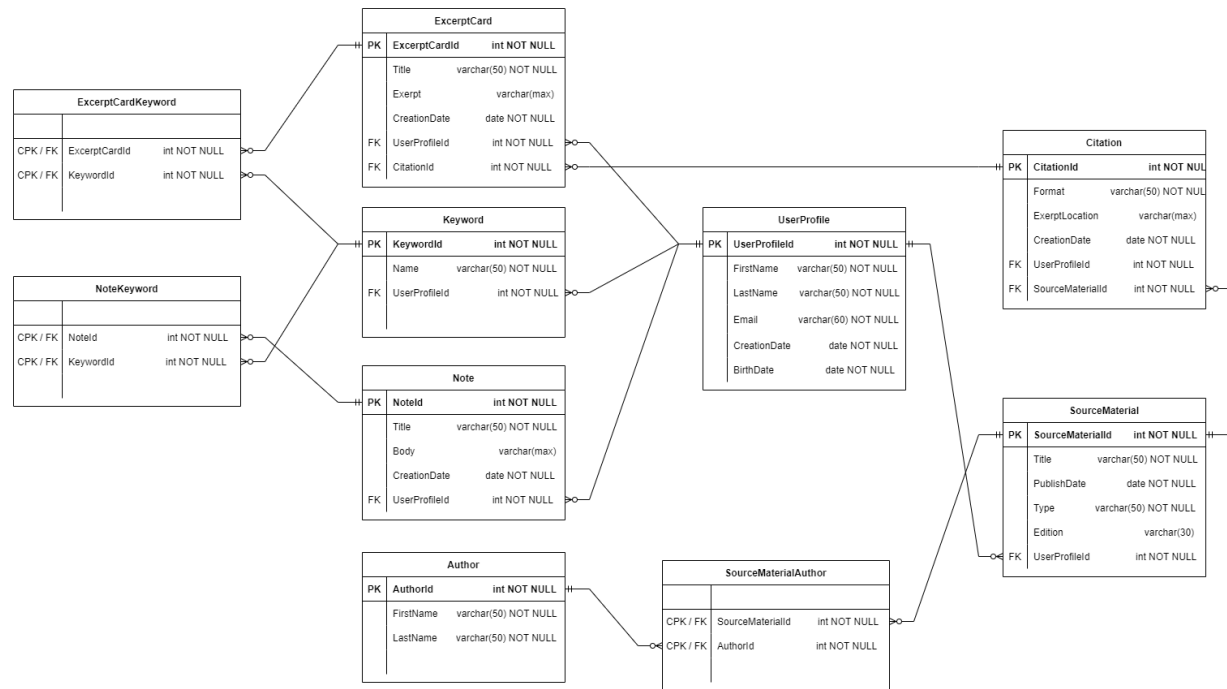 ExcerptCard
PK ExcerptCardId int NOT NULL
Title varchar(50) NOT NULL
Exerpt varchar(max)
CreationDate date NOT NULL
FK UserProfileId int NOT NULL
FK CitationId int NOT NULL
ExcerptCardKeyword
CPK / FK ExcerptCardId int NOT NULL
CPK / FK KeywordId int NOT NULL
Keyword
PK KeywordId int NOT NULL
Name varchar(50) NOT NULL
FK UserProfileId int NOT NULL
NoteKeyword
CPK / FK NoteId int NOT NULL
CPK / FK KeywordId int NOT NULL
Note
PK NoteId int NOT NULL
Title varchar(50) NOT NULL
Body varchar(max)
CreationDate date NOT NULL
FK UserProfileId int NOT NULL
UserProfile
PK UserProfileId int NOT NULL
FirstName varchar(50) NOT NULL
LastName varchar(50) NOT NULL
Email varchar(60) NOT NULL
CreationDate date NOT NULL
BirthDate date NOT NULL
Citation
PK CitationId int NOT NUL
Format varchar(50) NOT NUL
ExerptLocation varchar(max)
CreationDate date NOT NULL
FK UserProfileId int NOT NULL
FK SourceMaterialId int NOT NULL
SourceMaterial
PK SourceMaterialId int NOT NULL
Title varchar(50) NOT NULL
PublishDate date NOT NULL
Type varchar(50) NOT NULL
Edition varchar(30)
FK UserProfileId int NOT NULL
Author
PK AuthorId int NOT NULL
FirstName varchar(50) NOT NULL
LastName varchar(50) NOT NULL
SourceMaterialAuthor
CPK / FK SourceMaterialId int NOT NULL
CPK / FK AuthorId int NOT NULL